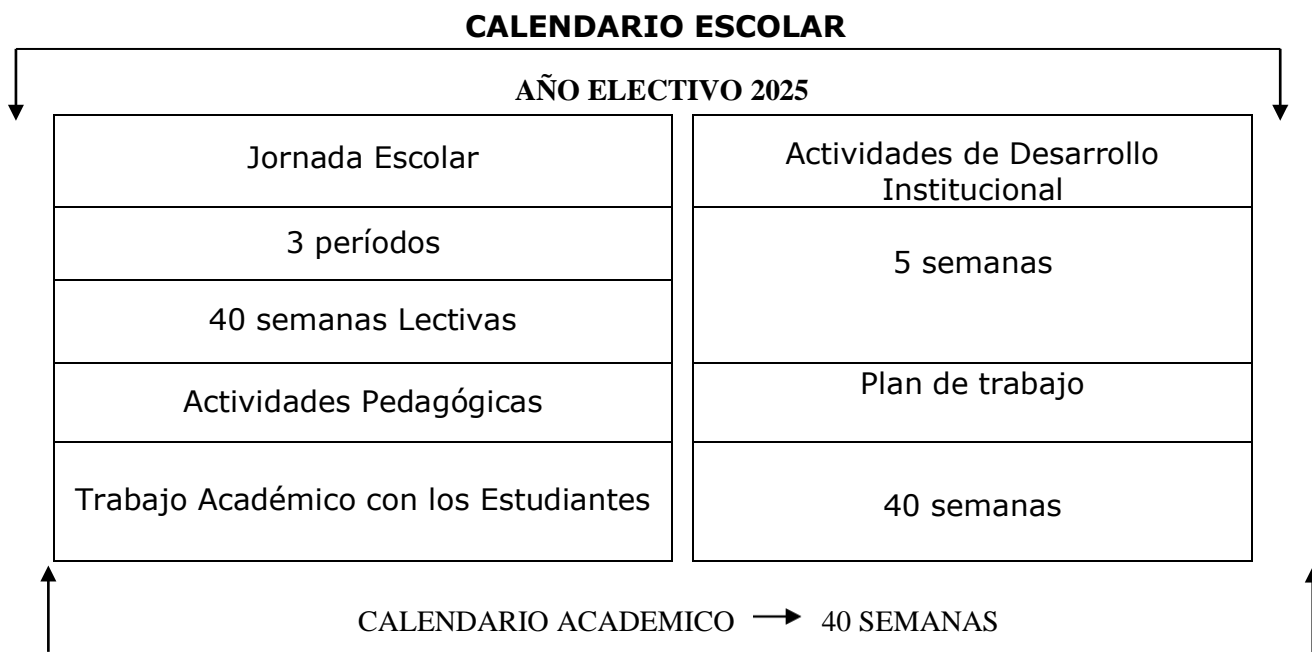 CALENDARIO ESCOLAR
AÑO ELECTIVO 2025
Jornada Escolar
3 períodos
40 semanas Lectivas
Actividades Pedagógicas
Trabajo Académico con los Estudiantes
Actividades de Desarrollo
Institucional
5 semanas
Plan de trabajo
40 semanas
CALENDARIO ACADEMICO → 40 SEMANAS